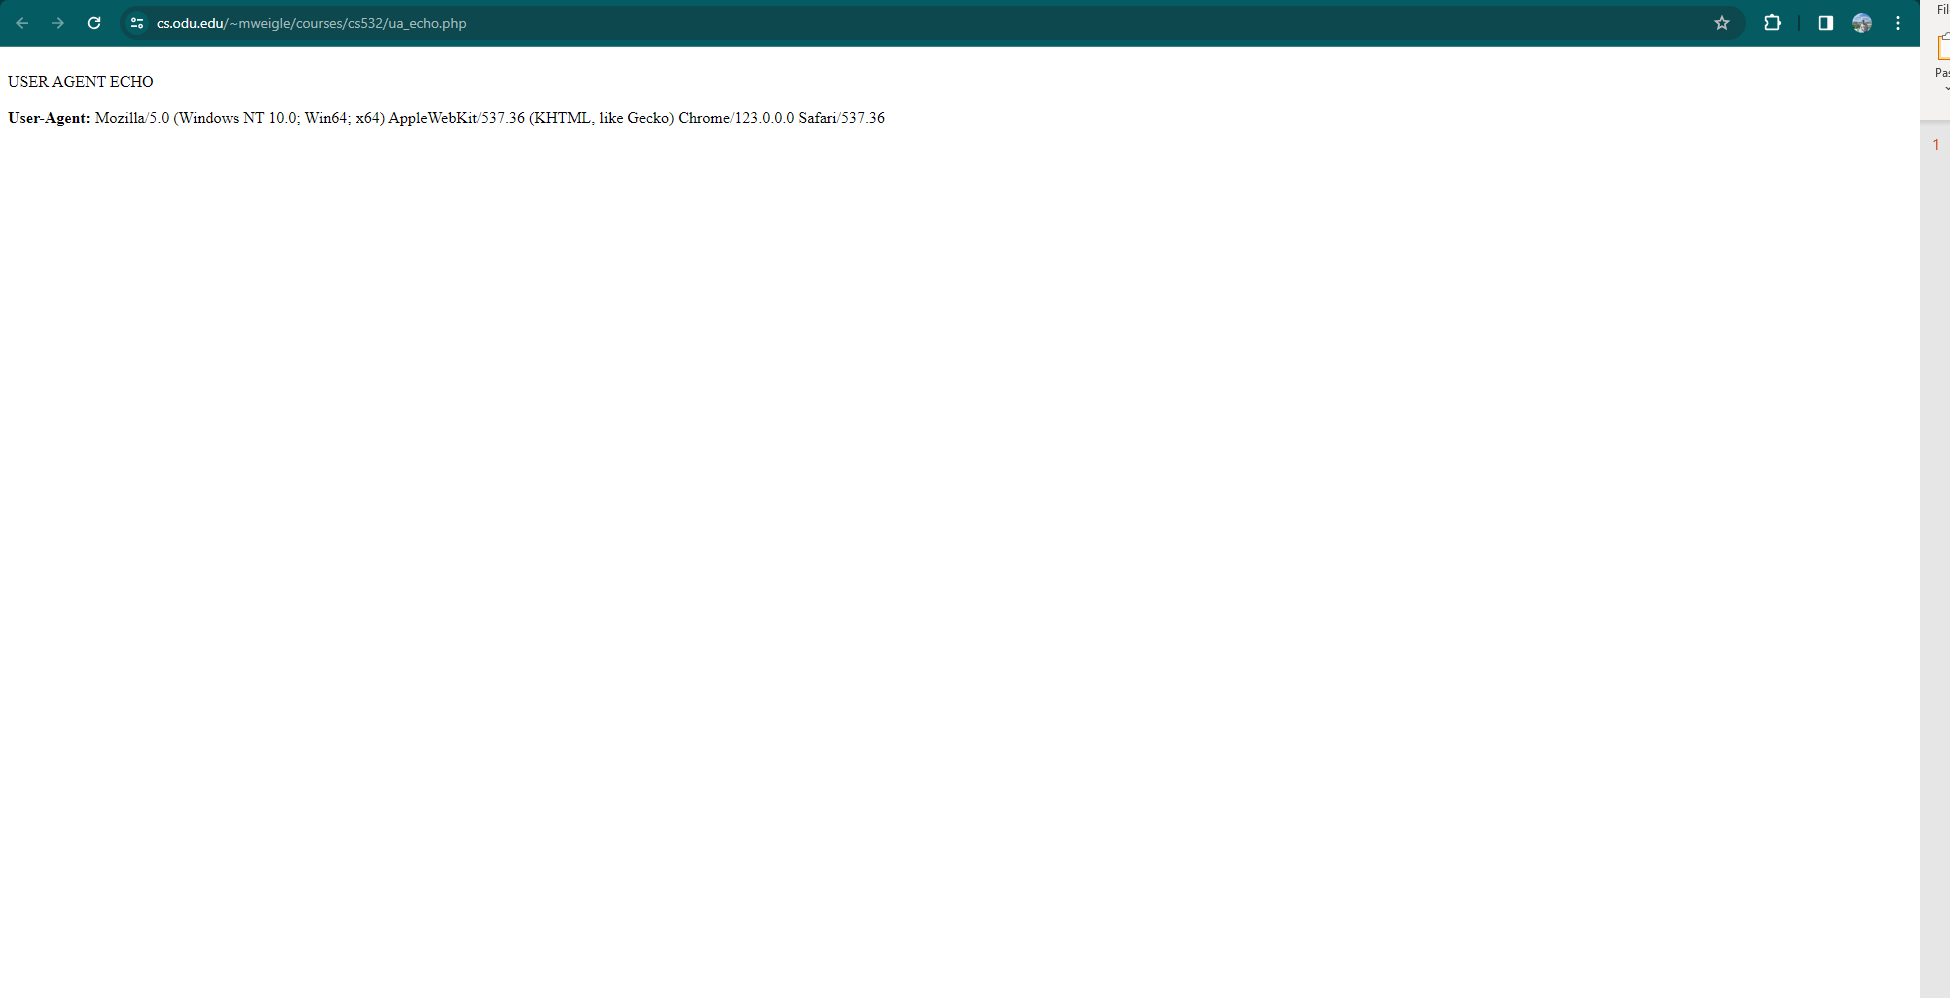 cs.odu.edu/~mweigle/courses/cs532/ua_echo.php
USER AGENT ECHO
User-Agent: Mozilla/5.0 (Windows NT 10.0; Win64; x64) AppleWebKit/537.36 (KHTML, like Gecko) Chrome/123.0.0.0 Safari/537.36
Fil
Pas
1